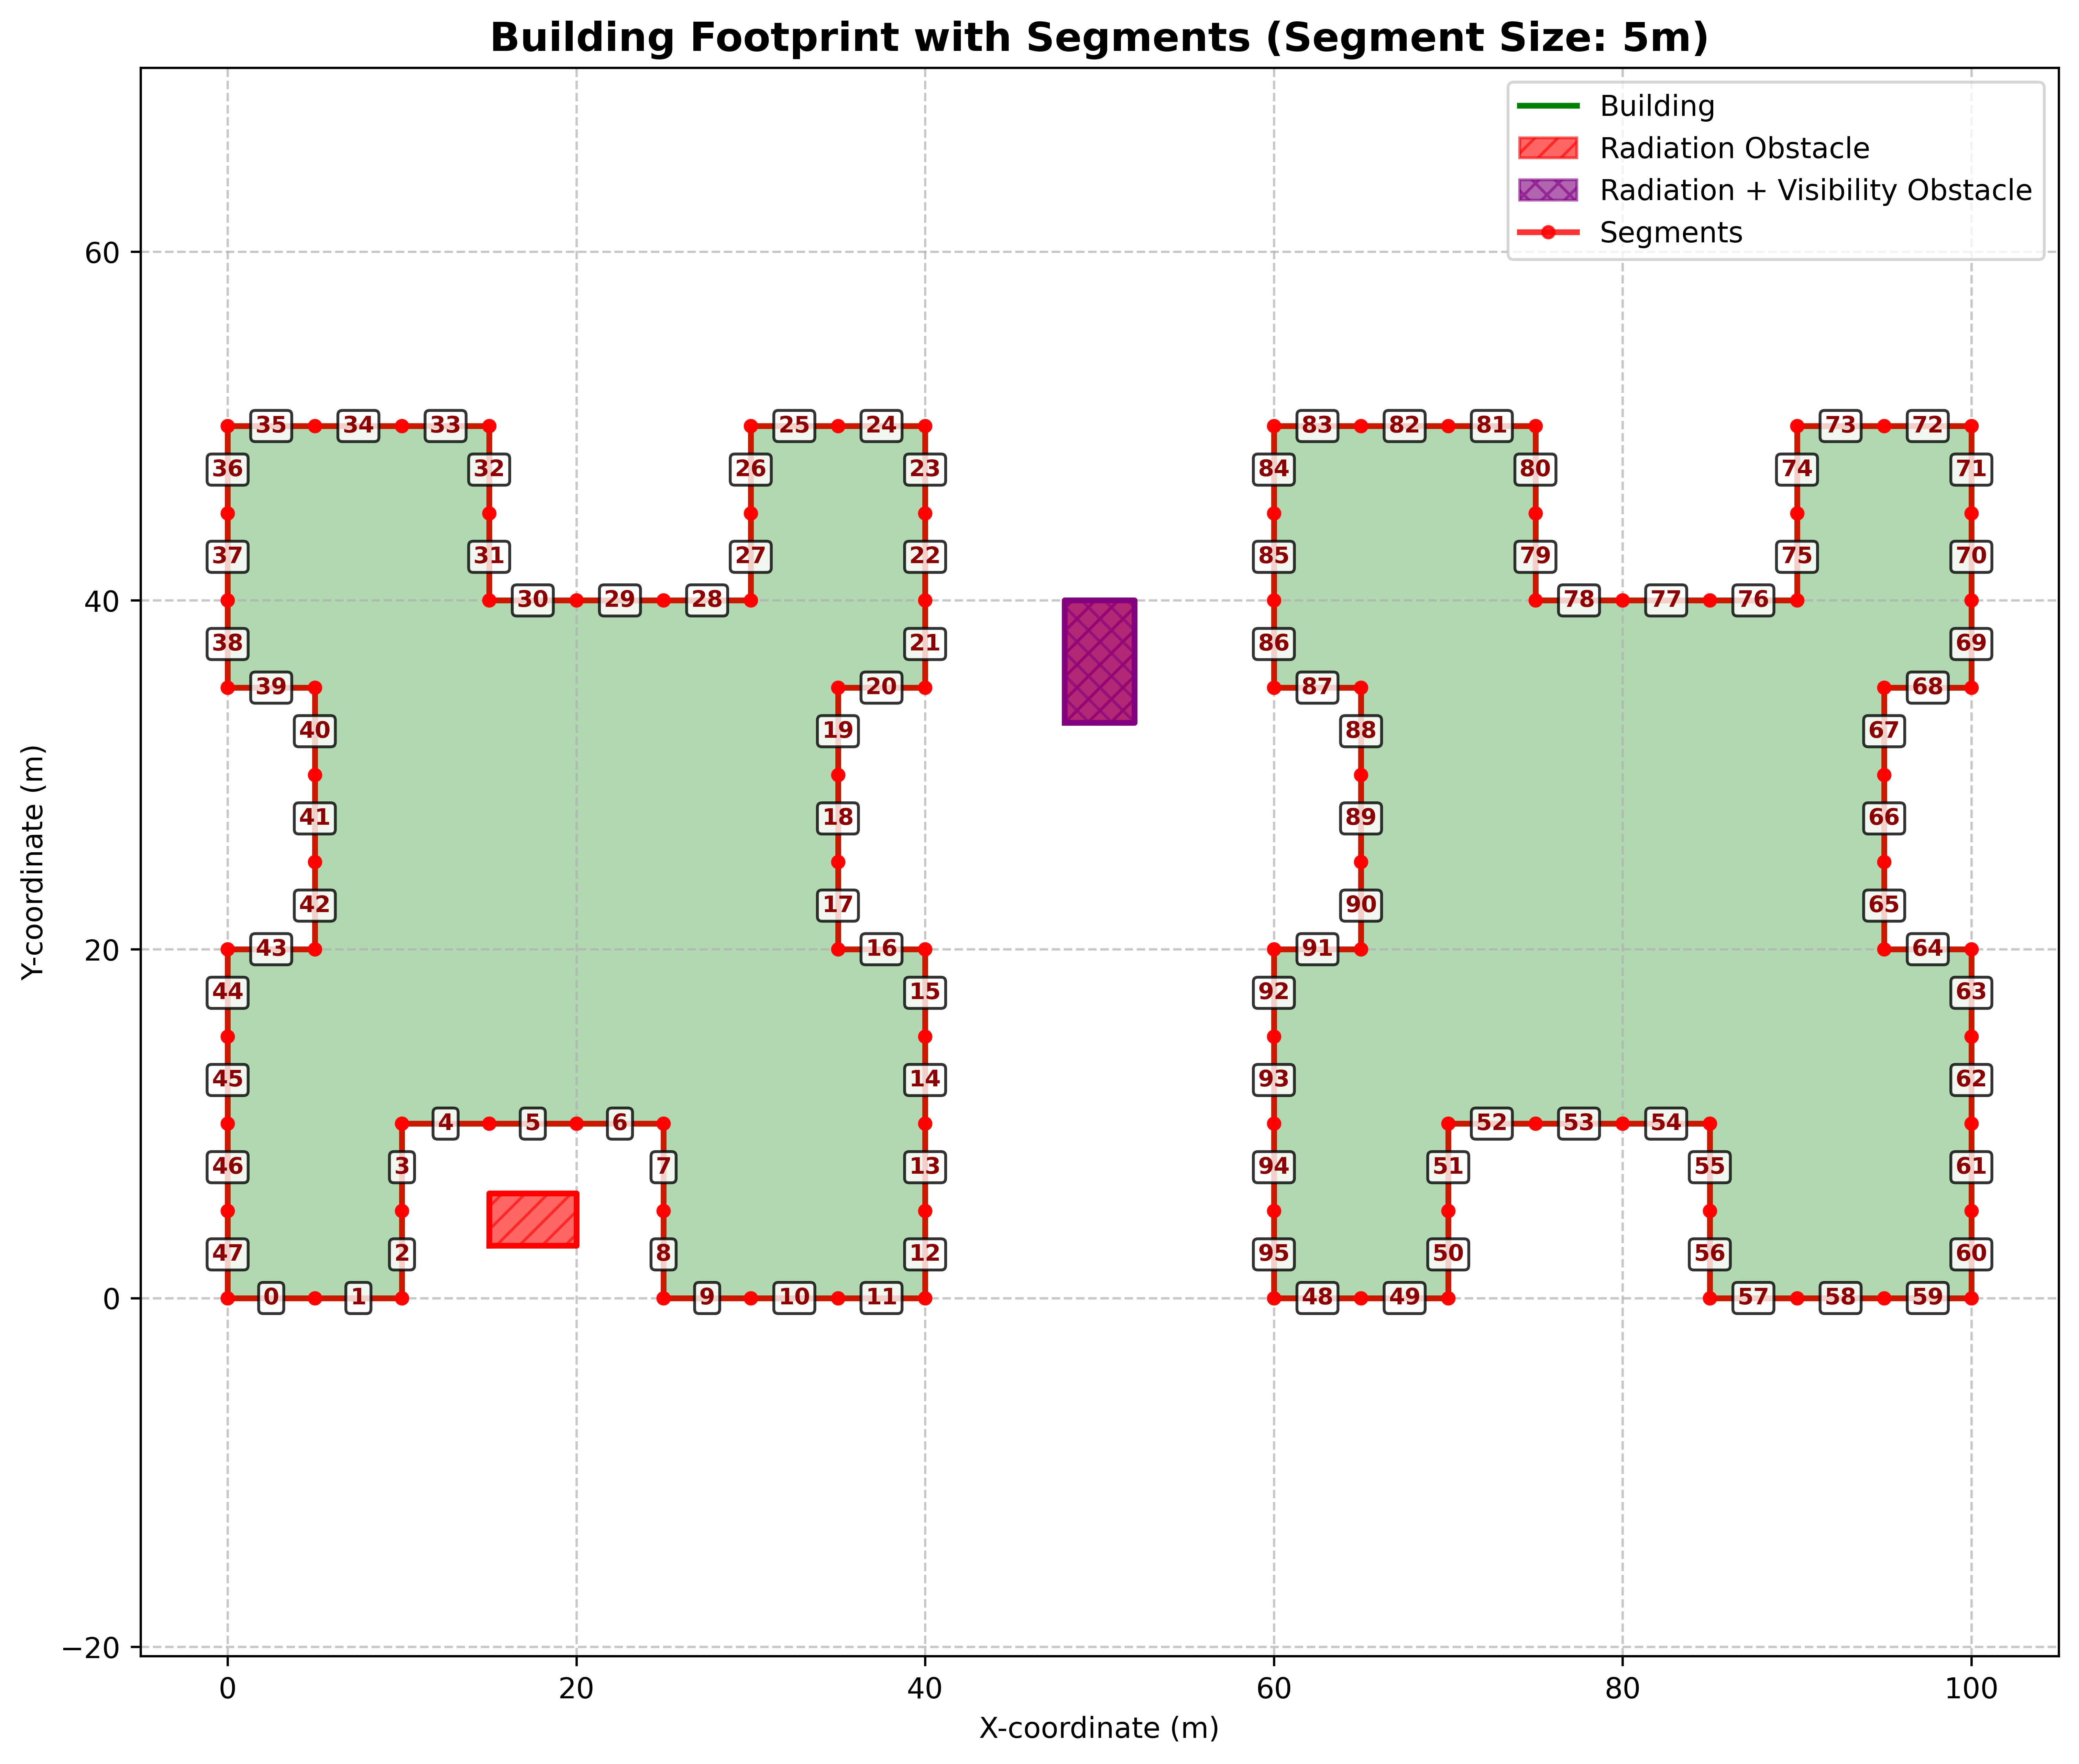 Building Footprint with Segments (Segment Size: 5m)
Building
Radiation Obstacle
Radiation + Visibility Obstacle
Segments
60
35 34 33 25 24 83 82 81 73 72
36 32 26 23 84 80 74 71
37 31 27 22 85 79 75 70
40
30 29 28 78 77 76
38 21 86 69
39 20 87 68
40 19 88 67
41 18 89 66
42 17 90 65
20
43 16 91 64
44 15 92 63
45 14 93 62
4 5 6 52 53 54
46 3 7 13 94 51 55 61
47 2 8 12 95 50 56 60
0
0 1 9 10 11 48 49 57 58 59
−20
0 20 40 60 80 100
X-coordinate (m)
Y-coordinate (m)